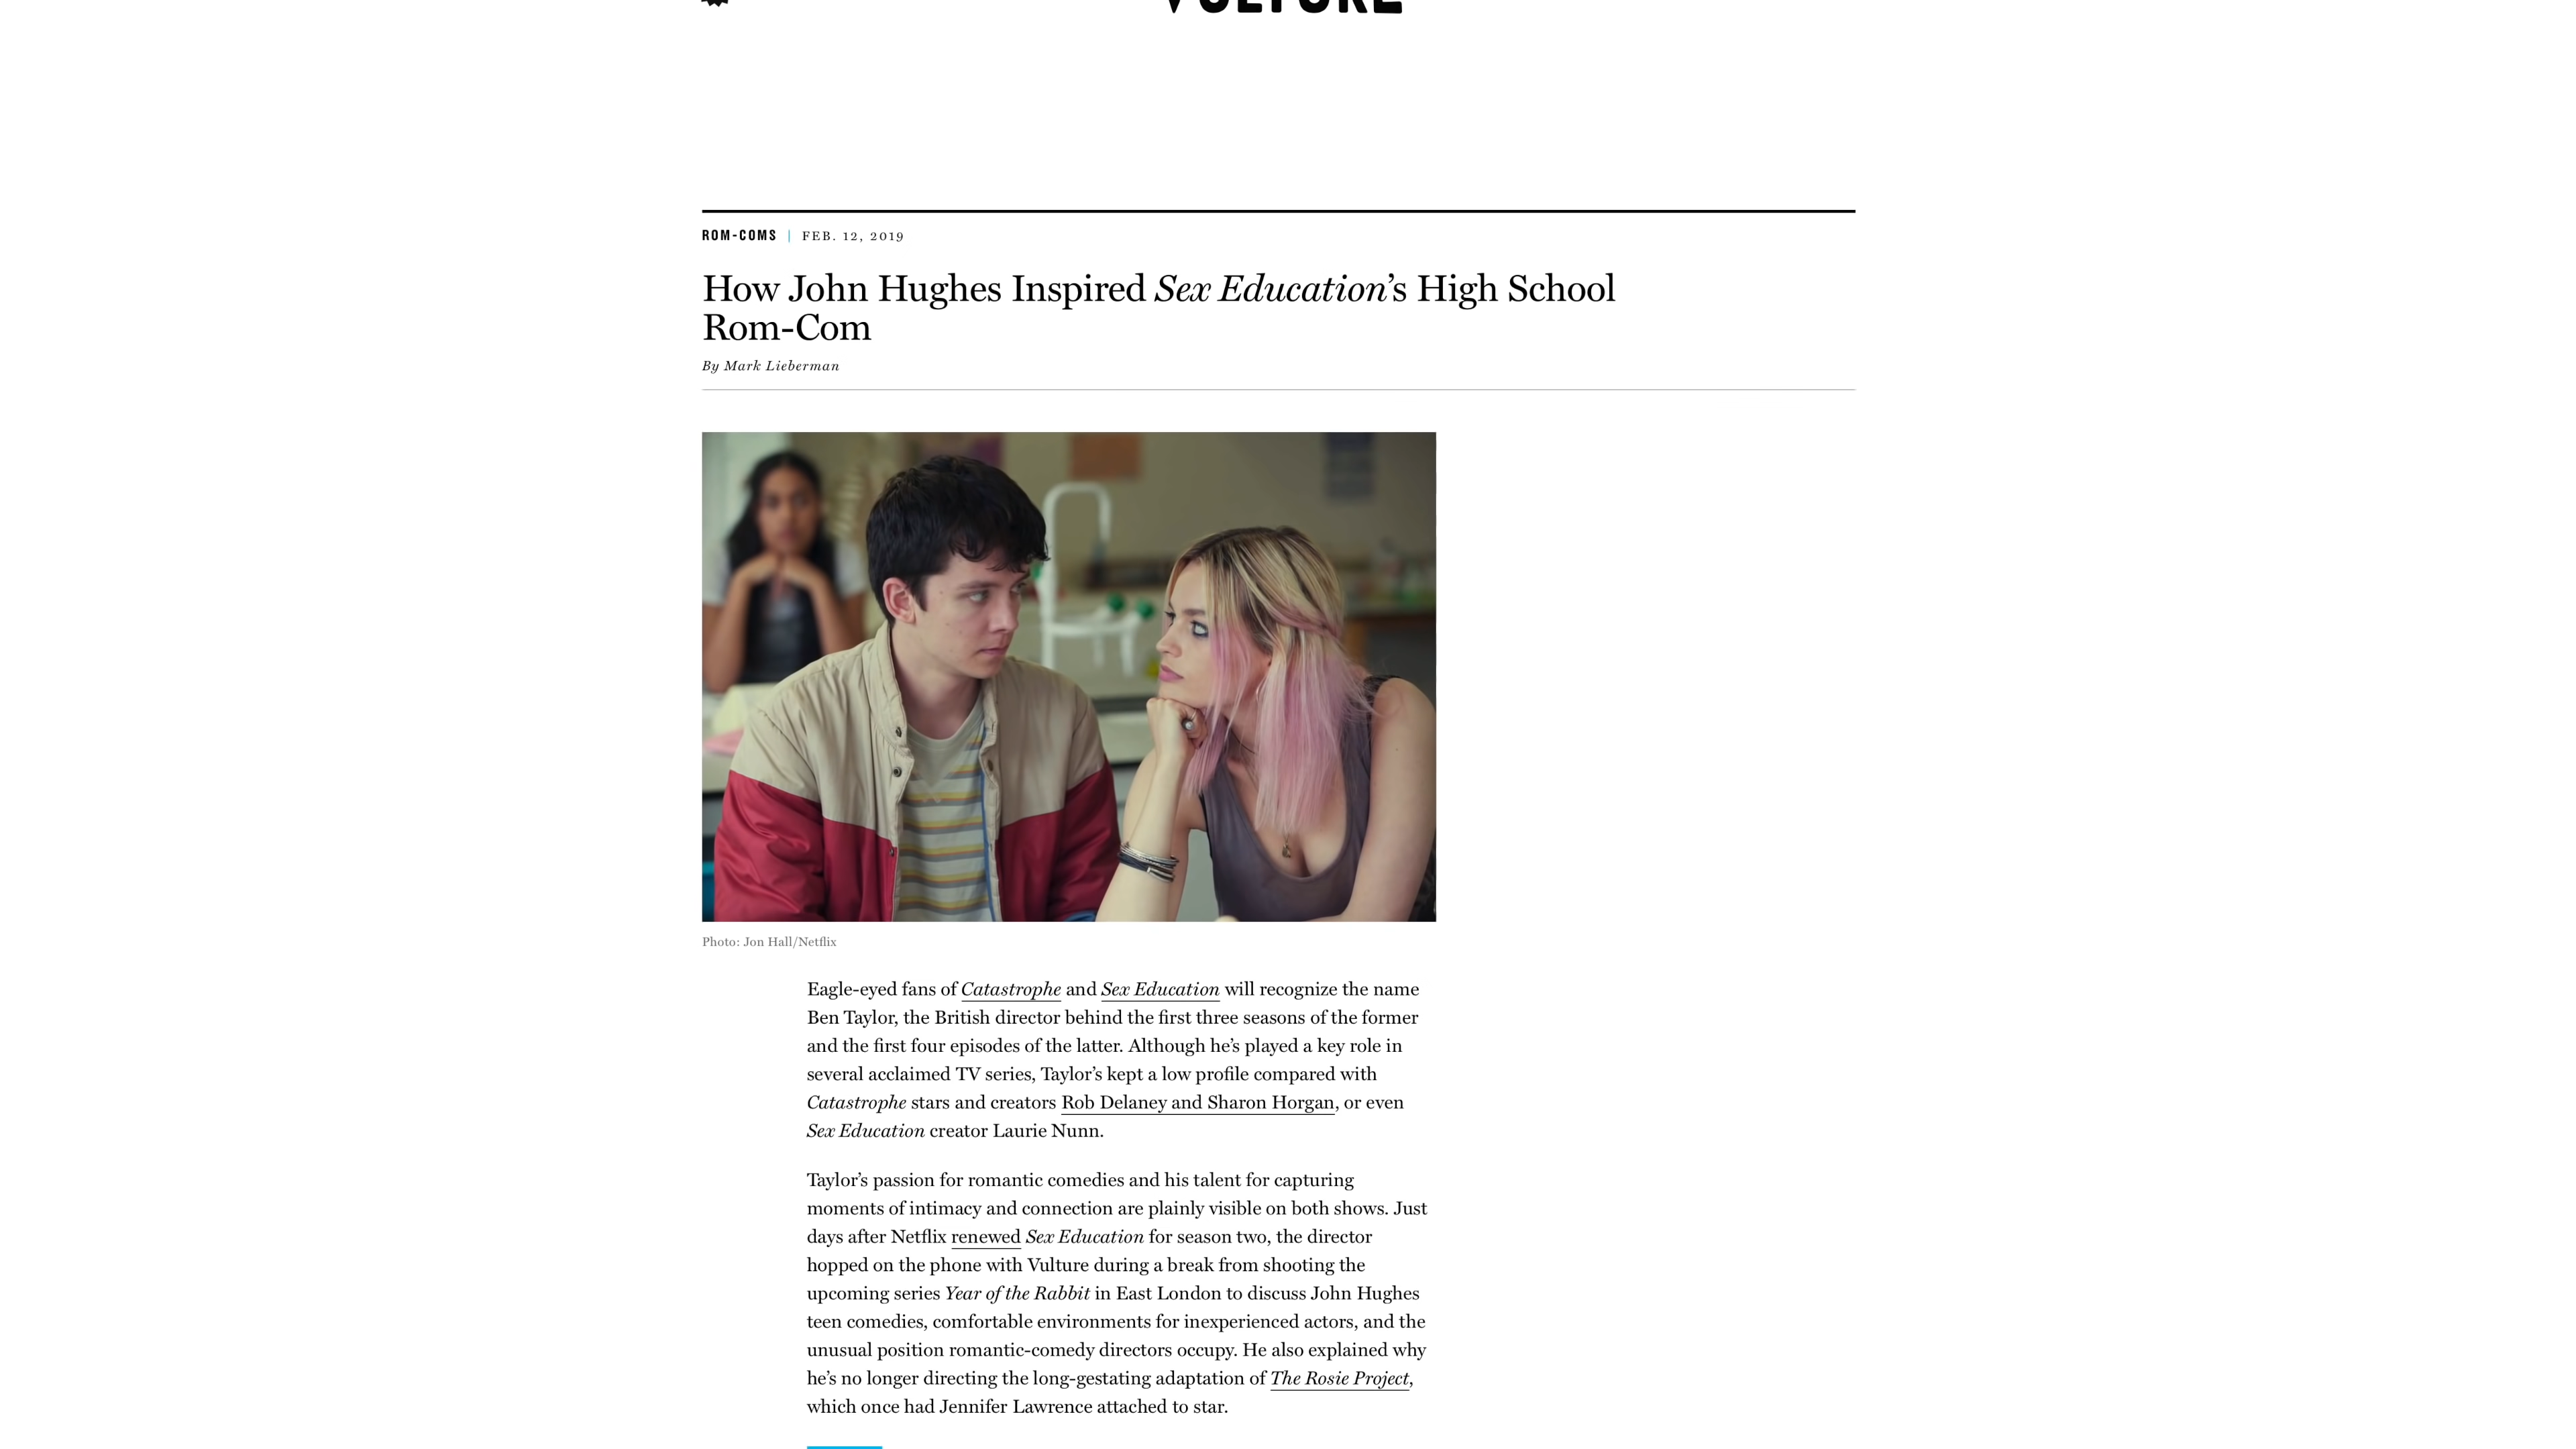 VULTURE
ROM-COMS | FEB. 12, 2019
How John Hughes Inspired Sex Education’s High School
Rom-Com
By Mark Lieberman
Photo: Jon Hall/Netflix
Eagle-eyed fans of Catastrophe and Sex Education will recognize the name
Ben Taylor, the British director behind the first three seasons of the former
and the first four episodes of the latter. Although he’s played a key role in
several acclaimed TV series, Taylor’s kept a low profile compared with
Catastrophe stars and creators Rob Delaney and Sharon Horgan, or even
Sex Education creator Laurie Nunn.
Taylor’s passion for romantic comedies and his talent for capturing
moments of intimacy and connection are plainly visible on both shows. Just
days after Netflix renewed Sex Education for season two, the director
hopped on the phone with Vulture during a break from shooting the
upcoming series Year of the Rabbit in East London to discuss John Hughes
teen comedies, comfortable environments for inexperienced actors, and the
unusual position romantic-comedy directors occupy. He also explained why
he’s no longer directing the long-gestating adaptation of The Rosie Project,
which once had Jennifer Lawrence attached to star.